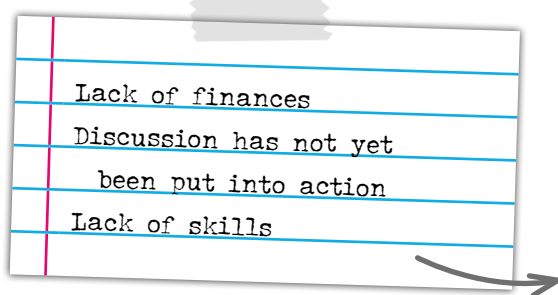 Lack of finances
Discussion has not yet
been put into action
Lack of skills